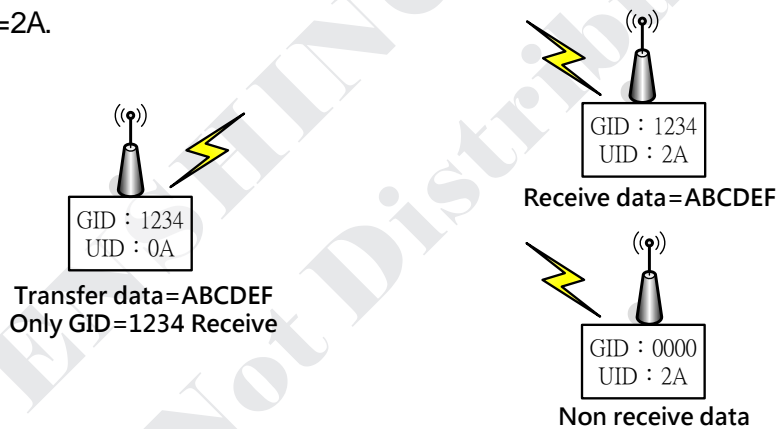 =2A.
GID：1234
UID：0A
Transfer data=ABCDEF
Only GID=1234 Receive
GID：1234
UID：2A
Receive data=ABCDEF
GID：0000
UID：2A
Non receive data